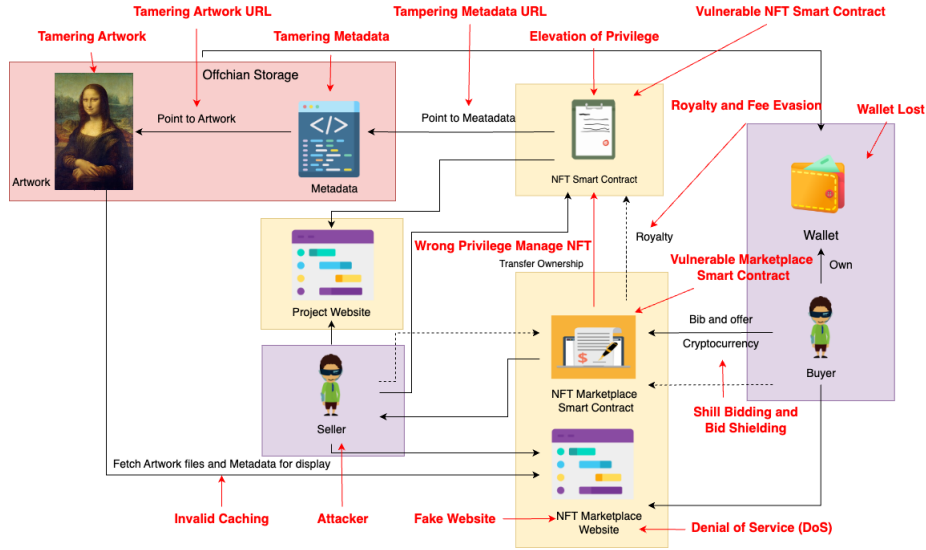 Tamering Artwork URL
Tampering Metadata URL
Vulnerable NFT Smart Contract
Tamering Artwork
Tamering Metadata
Elevation of Privilege
Offchian Storage
Royalty and Fee Evasion
Wallet Lost
Point to Artwork
Point to Meatadata
Artwork
Metadata
NFT Smart Contract
Wallet
Royalty
Wrong Privilege Manage NFT
Transfer Ownership
Vulnerable Marketplace
Smart Contract
Own
Project Website
Bib and offer
Cryptocurrency
Buyer
NFT Marketplace
Smart Contract
Shill Bidding and
Bid Shielding
Seller
Fetch Artwork files and Metadata for display
Invalid Caching
Attacker
Fake Website
NFT Marketplace
Website
Denial of Service (DoS)